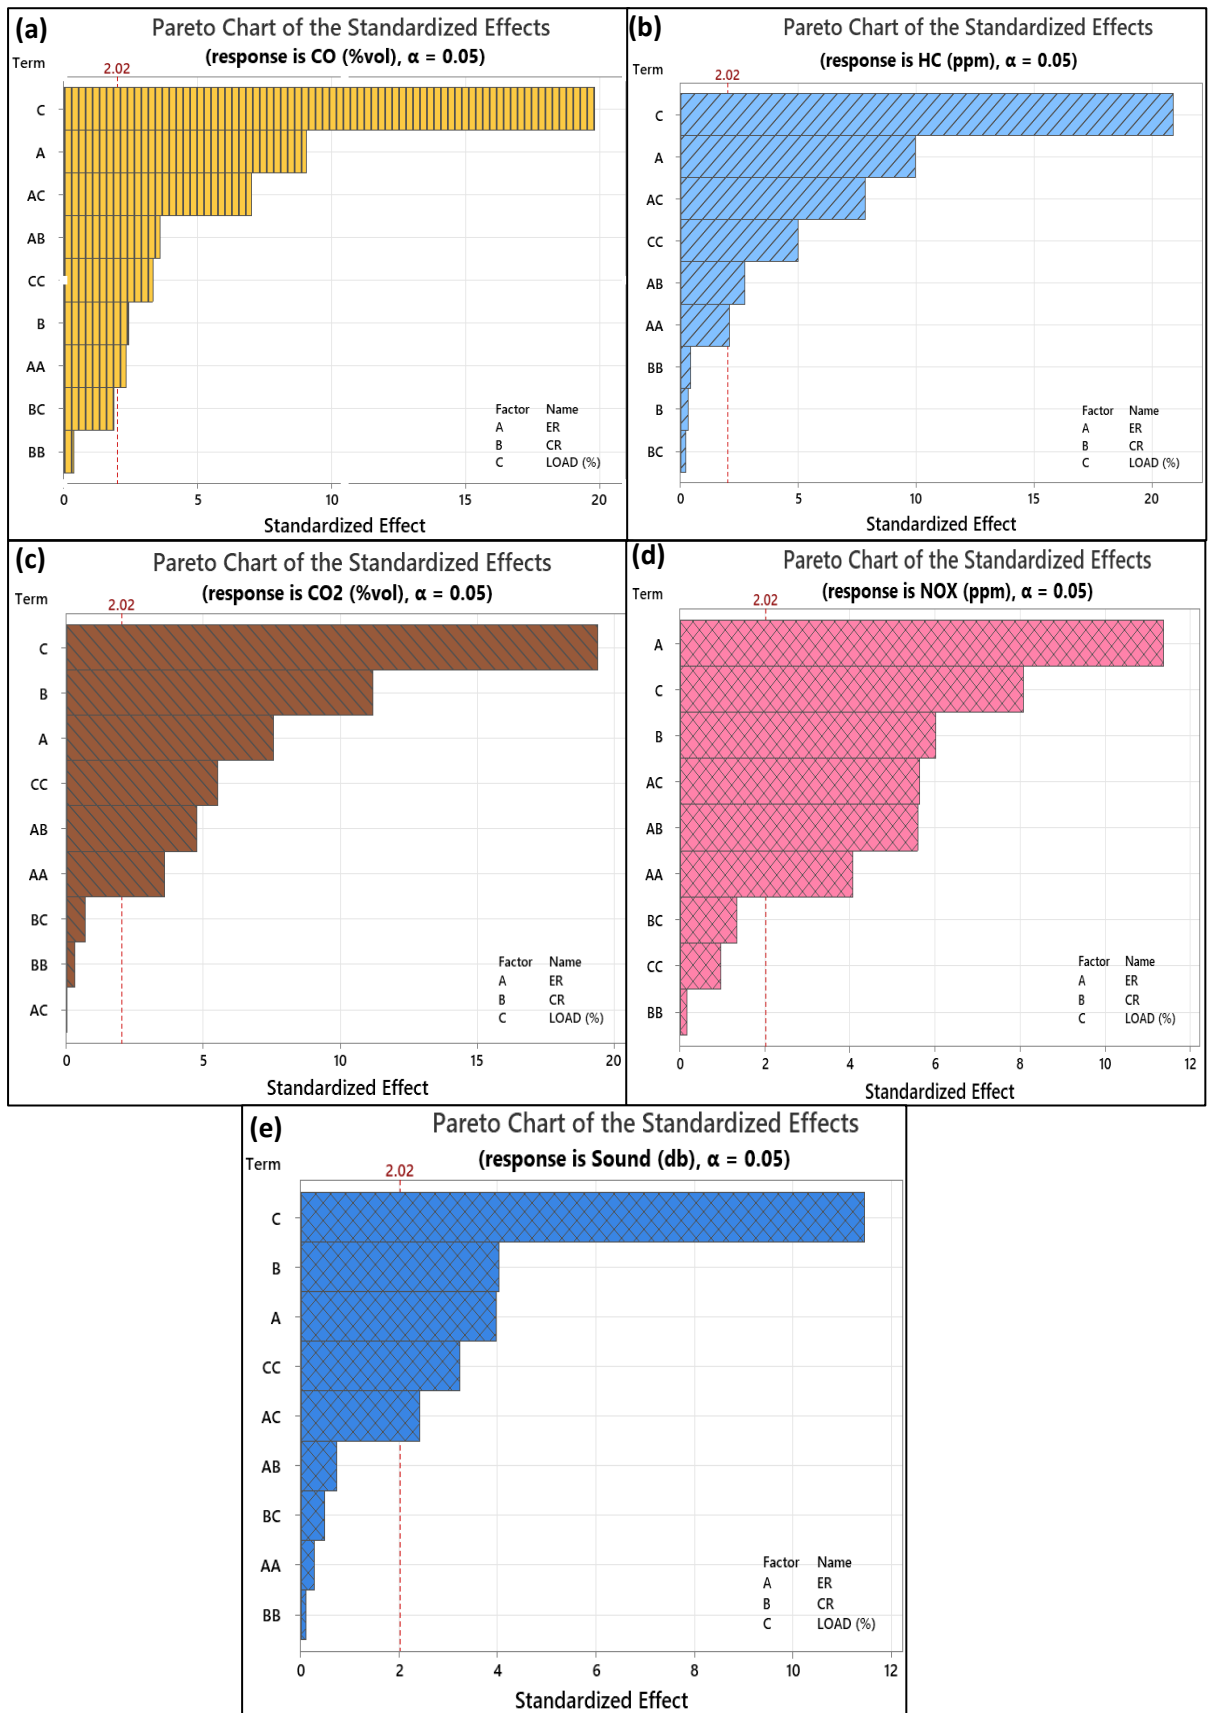 (a)
Pareto Chart of the Standardized Effects
(response is CO (%vol), α = 0.05)
Term
2.02
C
A
AC
AB
CC
B
AA
BC
BB
Factor Name
A ER
B CR
C LOAD (%)
0 5 10 15 20
Standardized Effect
(b)
Pareto Chart of the Standardized Effects
(response is HC (ppm), α = 0.05)
Term
2.02
C
A
AC
CC
AB
AA
BB
B
BC
Factor Name
A ER
B CR
C LOAD (%)
0 5 10 15 20
Standardized Effect
(c)
Pareto Chart of the Standardized Effects
(response is CO2 (%vol), α = 0.05)
Term
2.02
C
B
A
CC
AB
AA
BC
BB
AC
Factor Name
A ER
B CR
C LOAD (%)
0 5 10 15 20
Standardized Effect
(d)
Pareto Chart of the Standardized Effects
(response is NOX (ppm), α = 0.05)
Term
2.02
A
C
B
AC
AB
AA
BC
CC
BB
Factor Name
A ER
B CR
C LOAD (%)
0 2 4 6 8 10 12
Standardized Effect
(e)
Pareto Chart of the Standardized Effects
(response is Sound (db), α = 0.05)
Term
2.02
C
B
A
CC
AC
AB
BC
AA
BB
Factor Name
A ER
B CR
C LOAD (%)
0 2 4 6 8 10 12
Standardized Effect